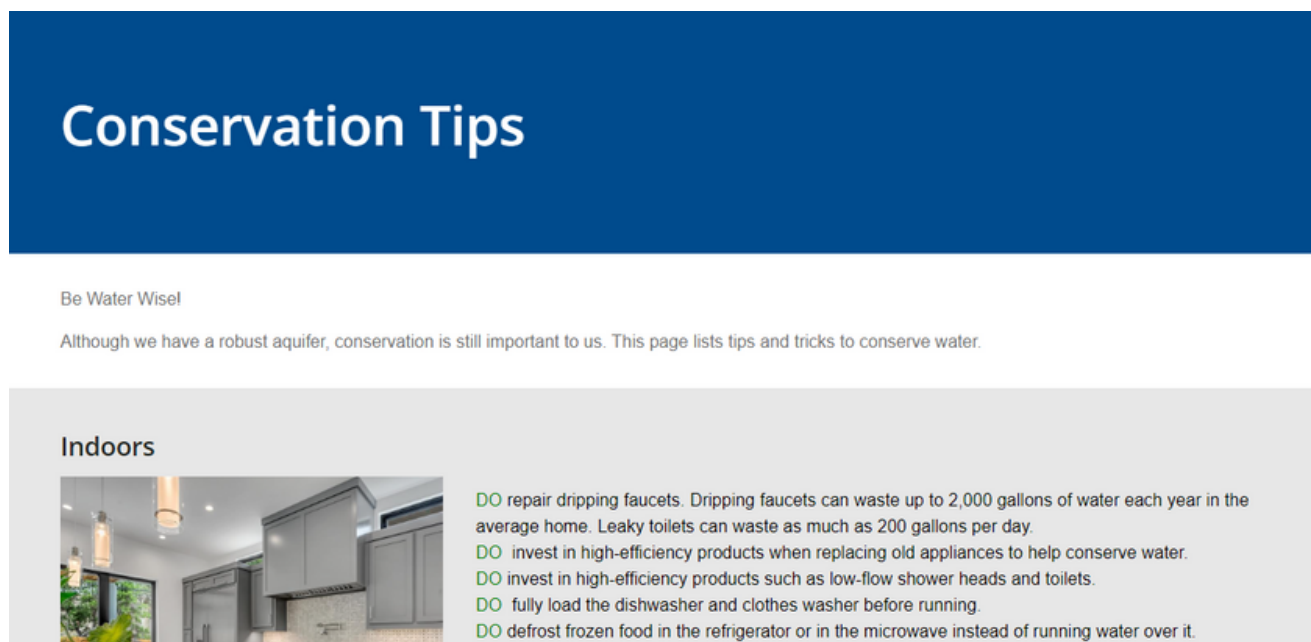 Conservation Tips
Be Water Wise!
Although we have a robust aquifer, conservation is still important to us. This page lists tips and tricks to conserve water.
Indoors
DO repair dripping faucets. Dripping faucets can waste up to 2,000 gallons of water each year in the
average home. Leaky toilets can waste as much as 200 gallons per day.
DO  invest in high-efficiency products when replacing old appliances to help conserve water.
DO invest in high-efficiency products such as low-flow shower heads and toilets.
DO  fully load the dishwasher and clothes washer before running.
DO defrost frozen food in the refrigerator or in the microwave instead of running water over it.